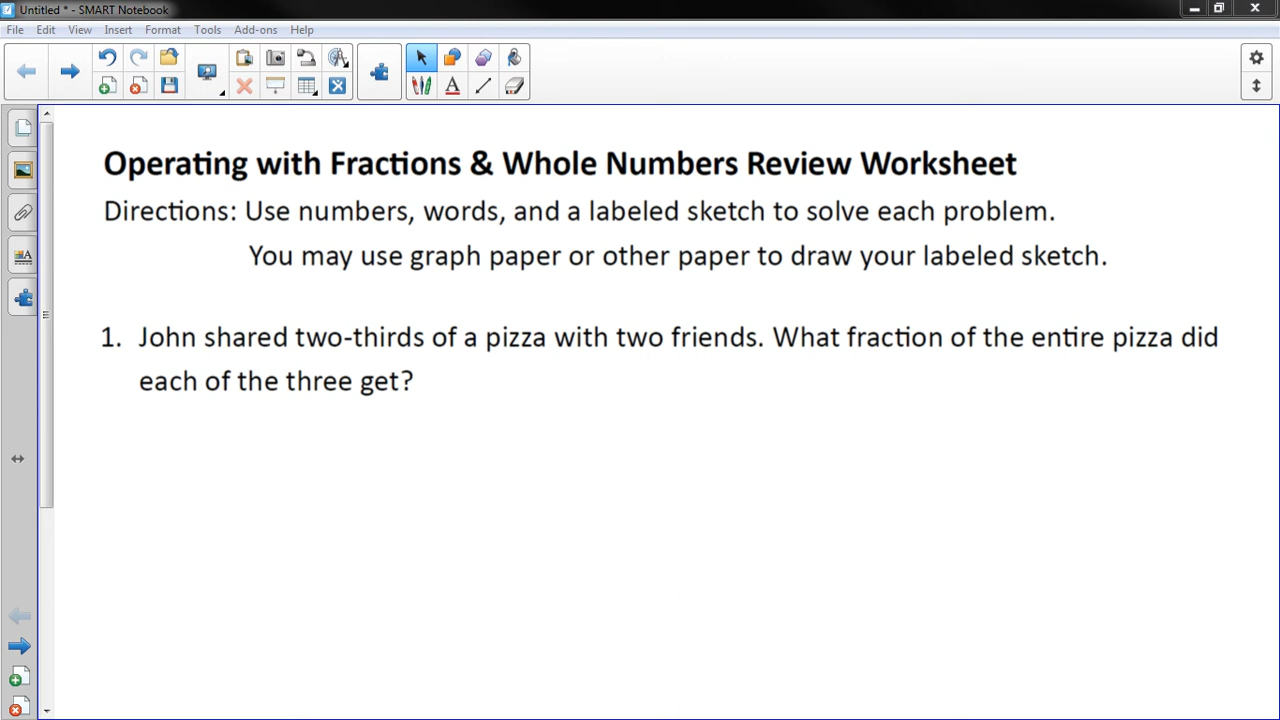 Untitled * - SMART Notebook
File Edit View Insert Format Tools Add-ons Help
Operating with Fractions & Whole Numbers Review Worksheet
Directions: Use numbers, words, and a labeled sketch to solve each problem.
You may use graph paper or other paper to draw your labeled sketch.
1. John shared two-thirds of a pizza with two friends. What fraction of the entire pizza did
each of the three get?